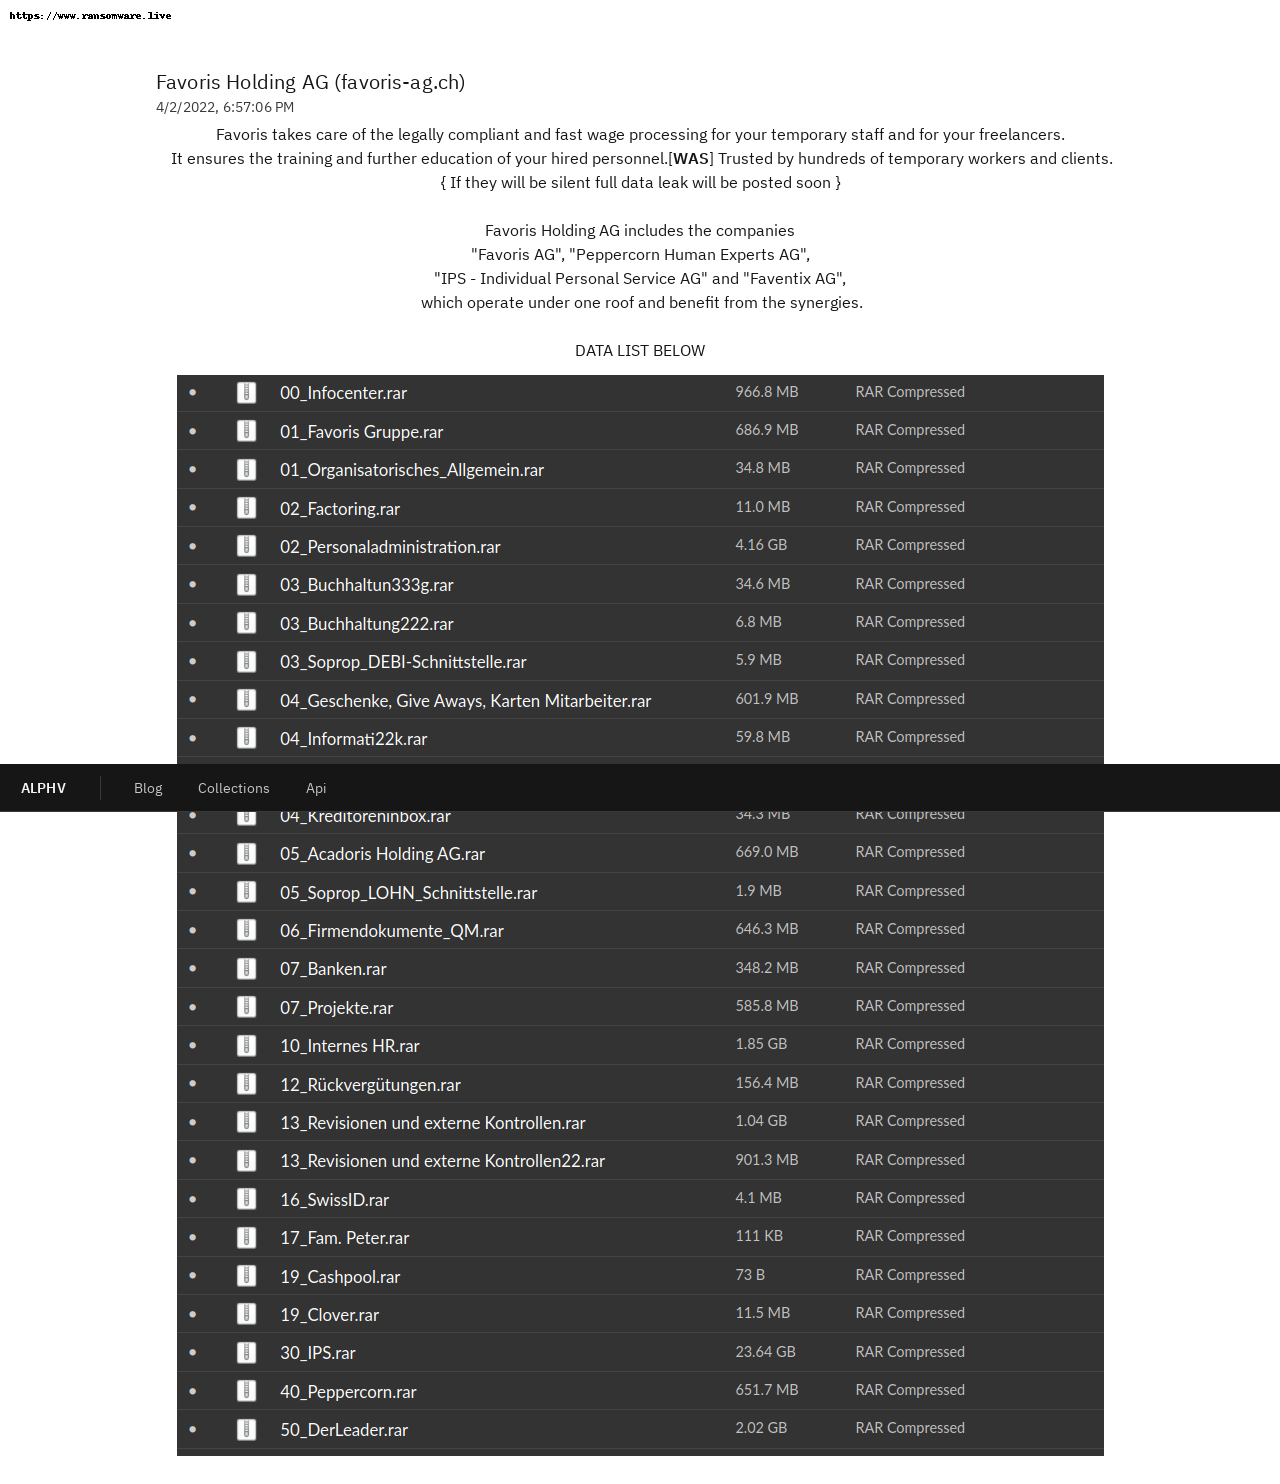 https://www.ransomware.live
Favoris Holding AG (favoris-ag.ch)
4/2/2022, 6:57:06 PM
Favoris takes care of the legally compliant and fast wage processing for your temporary staff and for your freelancers.
It ensures the training and further education of your hired personnel.[WAS] Trusted by hundreds of temporary workers and clients.
{ If they will be silent full data leak will be posted soon }
Favoris Holding AG includes the companies
"Favoris AG", "Peppercorn Human Experts AG",
"IPS - Individual Personal Service AG" and "Faventix AG",
which operate under one roof and benefit from the synergies.
DATA LIST BELOW
00_Infocenter.rar 966.8 MB RAR Compressed
01_Favoris Gruppe.rar 686.9 MB RAR Compressed
01_Organisatorisches_Allgemein.rar 34.8 MB RAR Compressed
02_Factoring.rar 11.0 MB RAR Compressed
02_Personaladministration.rar 4.16 GB RAR Compressed
03_Buchhaltun333g.rar 34.6 MB RAR Compressed
03_Buchhaltung222.rar 6.8 MB RAR Compressed
03_Soprop_DEBI-Schnittstelle.rar 5.9 MB RAR Compressed
04_Geschenke, Give Aways, Karten Mitarbeiter.rar 601.9 MB RAR Compressed
04_Informati22k.rar 59.8 MB RAR Compressed
ALPHV Blog Collections Api
04_Kreditoreninbox.rar 34.3 MB RAR Compressed
05_Acadoris Holding AG.rar 669.0 MB RAR Compressed
05_Soprop_LOHN_Schnittstelle.rar 1.9 MB RAR Compressed
06_Firmendokumente_QM.rar 646.3 MB RAR Compressed
07_Banken.rar 348.2 MB RAR Compressed
07_Projekte.rar 585.8 MB RAR Compressed
10_Internes HR.rar 1.85 GB RAR Compressed
12_Rückvergütungen.rar 156.4 MB RAR Compressed
13_Revisionen und externe Kontrollen.rar 1.04 GB RAR Compressed
13_Revisionen und externe Kontrollen22.rar 901.3 MB RAR Compressed
16_SwissID.rar 4.1 MB RAR Compressed
17_Fam. Peter.rar 111 KB RAR Compressed
19_Cashpool.rar 73 B RAR Compressed
19_Clover.rar 11.5 MB RAR Compressed
30_IPS.rar 23.64 GB RAR Compressed
40_Peppercorn.rar 651.7 MB RAR Compressed
50_DerLeader.rar 2.02 GB RAR Compressed